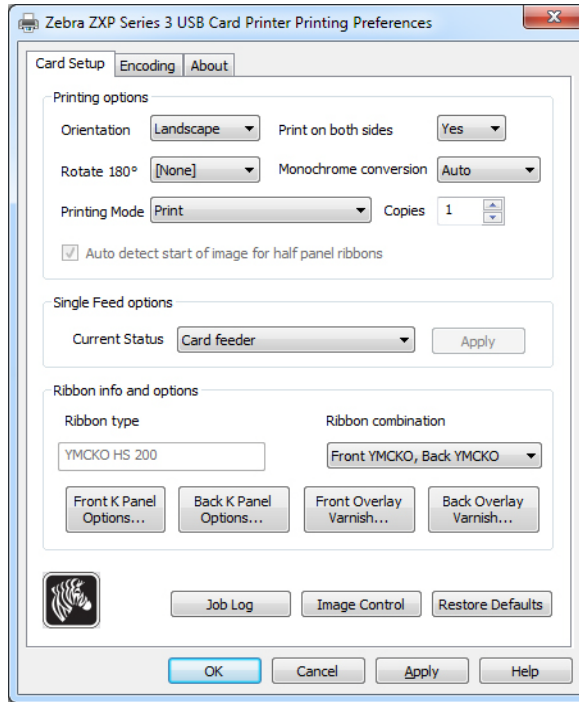 Zebra ZXP Series 3 USB Card Printer Printing Preferences
Card Setup Encoding About
Printing options
Orientation Landscape Print on both sides Yes
Rotate 180° [None] Monochrome conversion Auto
Printing Mode Print Copies 1
Auto detect start of image for half panel ribbons
Single Feed options
Current Status Card feeder Apply
Ribbon info and options
Ribbon type Ribbon combination
YMCKO HS 200 Front YMCKO, Back YMCKO
Front K Panel Back K Panel Front Overlay Back Overlay
Options... Options... Varnish... Varnish...
Job Log Image Control Restore Defaults
OK Cancel Apply Help